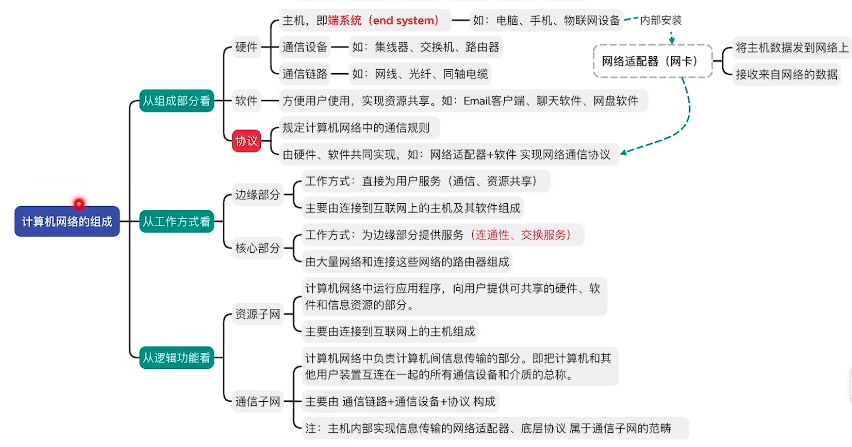 计算机网络的组成
从组成部分看
硬件
主机，即端系统（end system）
如：电脑、手机、物联网设备
内部安装
网络适配器（网卡）
将主机数据发到网络上
接收来自网络的数据
通信设备
如：集线器、交换机、路由器
通信链路
如：网线、光纤、同轴电缆
软件
方便用户使用，实现资源共享。如：Email客户端、聊天软件、网盘软件
协议
规定计算机网络中的通信规则
由硬件、软件共同实现，如：网络适配器+软件 实现网络通信协议
从工作方式看
边缘部分
工作方式：直接为用户服务（通信、资源共享）
主要由连接到互联网上的主机及其软件组成
核心部分
工作方式：为边缘部分提供服务（连通性、交换服务）
由大量网络和连接这些网络的路由器组成
从逻辑功能看
资源子网
计算机网络中运行应用程序，向用户提供可共享的硬件、软
件和信息资源的部分。
主要由连接到互联网上的主机组成
通信子网
计算机网络中负责计算机间信息传输的部分。即把计算机和其
他用户装置互连在一起的所有通信设备和介质的总称。
主要由 通信链路+通信设备+协议 构成
注：主机内部实现信息传输的网络适配器、底层协议 属于通信子网的范畴